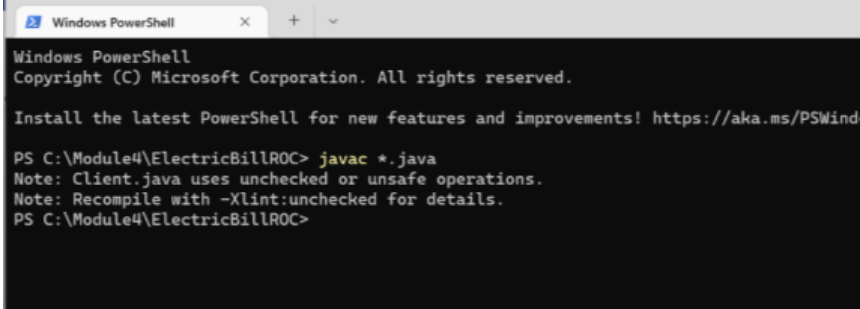 Windows PowerShell
Windows PowerShell
Copyright (C) Microsoft Corporation. All rights reserved.
Install the latest PowerShell for new features and improvements! https://aka.ms/PSWind
PS C:\Module4\ElectricBillROC> javac *.java
Note: Client.java uses unchecked or unsafe operations.
Note: Recompile with -Xlint:unchecked for details.
PS C:\Module4\ElectricBillROC>